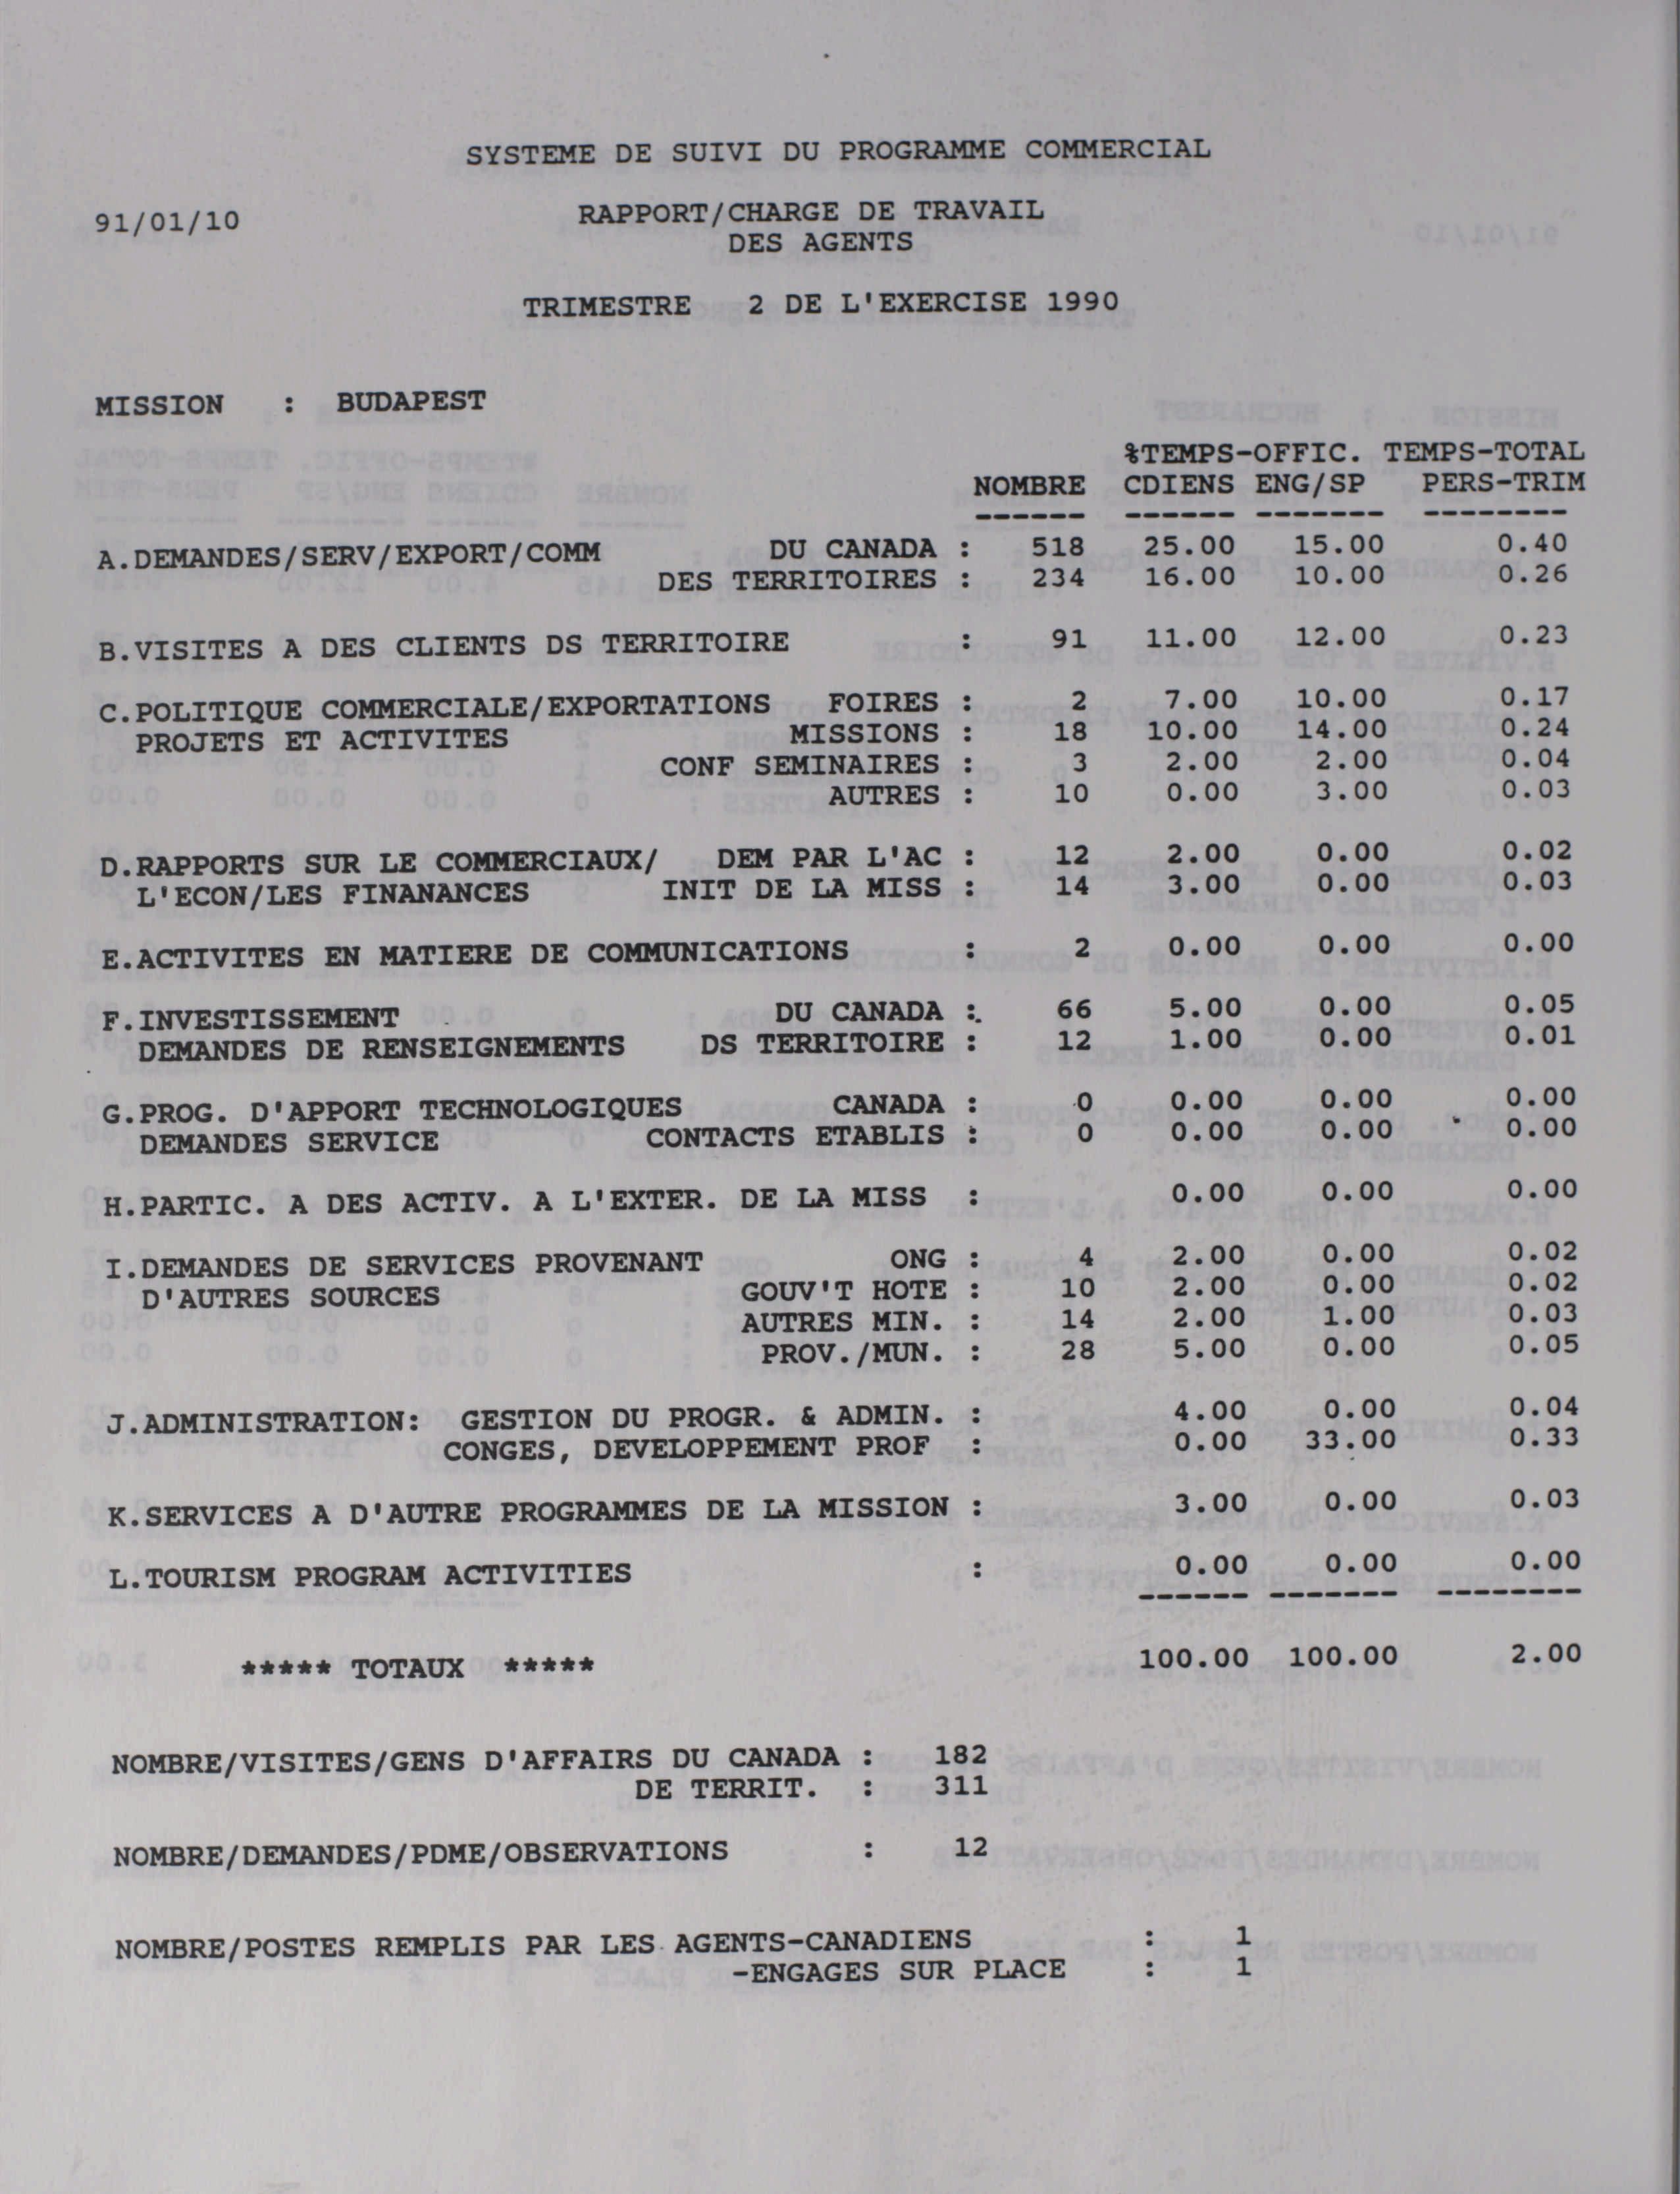 SYSTEME DE SUIVI DU PROGRAMME COMMERCIAL
91/01/10 RAPPORT/CHARGE DE TRAVAIL
DES AGENTS
TRIMESTRE 2 DE L'EXERCISE 1990
MISSION : BUDAPEST
%TEMPS-OFFIC. TEMPS-TOTAL
NOMBRE CDIENS ENG/SP PERS-TRIM
------ ------ ------- --------
A.DEMANDES/SERV/EXPORT/COMM DU CANADA : 518 25.00 15.00 0.40
DES TERRITOIRES : 234 16.00 10.00 0.26
B.VISITES A DES CLIENTS DS TERRITOIRE : 91 11.00 12.00 0.23
C.POLITIQUE COMMERCIALE/EXPORTATIONS FOIRES : 2 7.00 10.00 0.17
PROJETS ET ACTIVITES MISSIONS : 18 10.00 14.00 0.24
CONF SEMINAIRES : 3 2.00 2.00 0.04
AUTRES : 10 0.00 3.00 0.03
D.RAPPORTS SUR LE COMMERCIAUX/ DEM PAR L'AC : 12 2.00 0.00 0.02
L'ECON/LES FINANANCES INIT DE LA MISS : 14 3.00 0.00 0.03
E.ACTIVITES EN MATIERE DE COMMUNICATIONS : 2 0.00 0.00 0.00
F.INVESTISSEMENT DU CANADA : 66 5.00 0.00 0.05
DEMANDES DE RENSEIGNEMENTS DS TERRITOIRE : 12 1.00 0.00 0.01
G.PROG. D'APPORT TECHNOLOGIQUES CANADA : 0 0.00 0.00 0.00
DEMANDES SERVICE CONTACTS ETABLIS : 0 0.00 0.00 0.00
H.PARTIC. A DES ACTIV. A L'EXTER. DE LA MISS : 0.00 0.00 0.00
I.DEMANDES DE SERVICES PROVENANT ONG : 4 2.00 0.00 0.02
D'AUTRES SOURCES GOUV'T HOTE : 10 2.00 0.00 0.02
AUTRES MIN. : 14 2.00 1.00 0.03
PROV./MUN. : 28 5.00 0.00 0.05
J.ADMINISTRATION: GESTION DU PROGR. & ADMIN. : 4.00 0.00 0.04
CONGES, DEVELOPPEMENT PROF : 0.00 33.00 0.33
K.SERVICES A D'AUTRE PROGRAMMES DE LA MISSION : 3.00 0.00 0.03
L.TOURISM PROGRAM ACTIVITIES : 0.00 0.00 0.00
------ ------- --------
***** TOTAUX ***** 100.00 100.00 2.00
NOMBRE/VISITES/GENS D'AFFAIRS DU CANADA : 182
DE TERRIT. : 311
NOMBRE/DEMANDES/PDME/OBSERVATIONS : 12
NOMBRE/POSTES REMPLIS PAR LES AGENTS-CANADIENS : 1
-ENGAGES SUR PLACE : 1